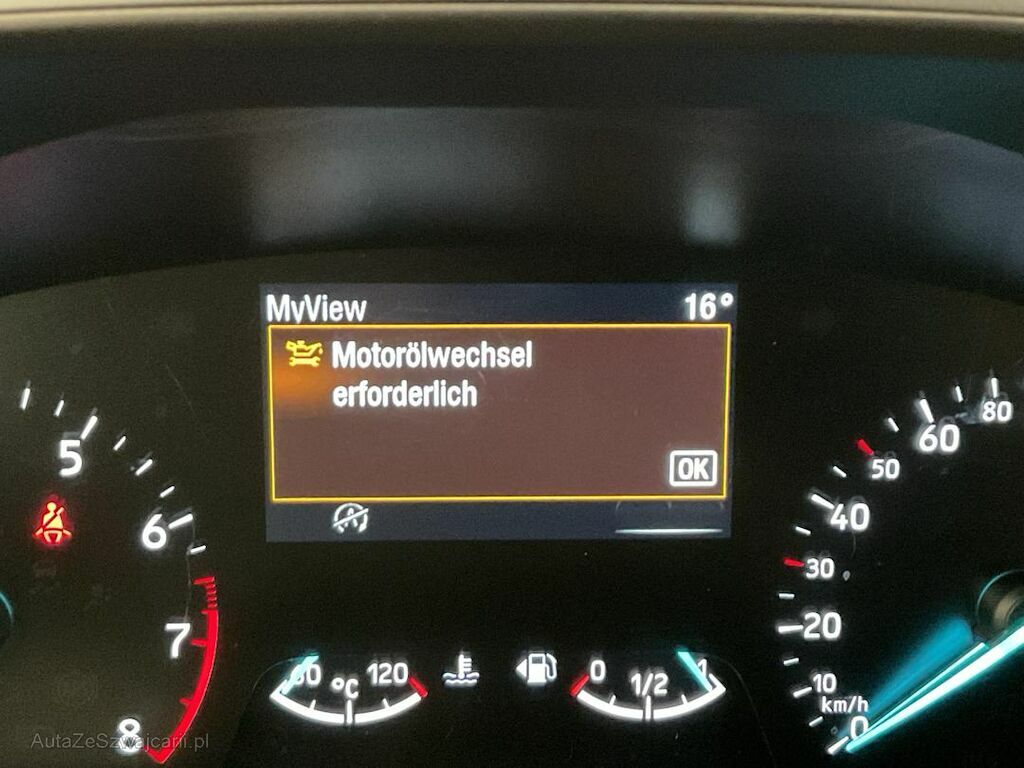 MyView 16°
Motorölwechsel
erforderlich
OK
5
6
7
8
80
60
50
40
30
20
10
km/h
0
°C 120
0 1/2 1
AutaZeSzwajcarii.pl